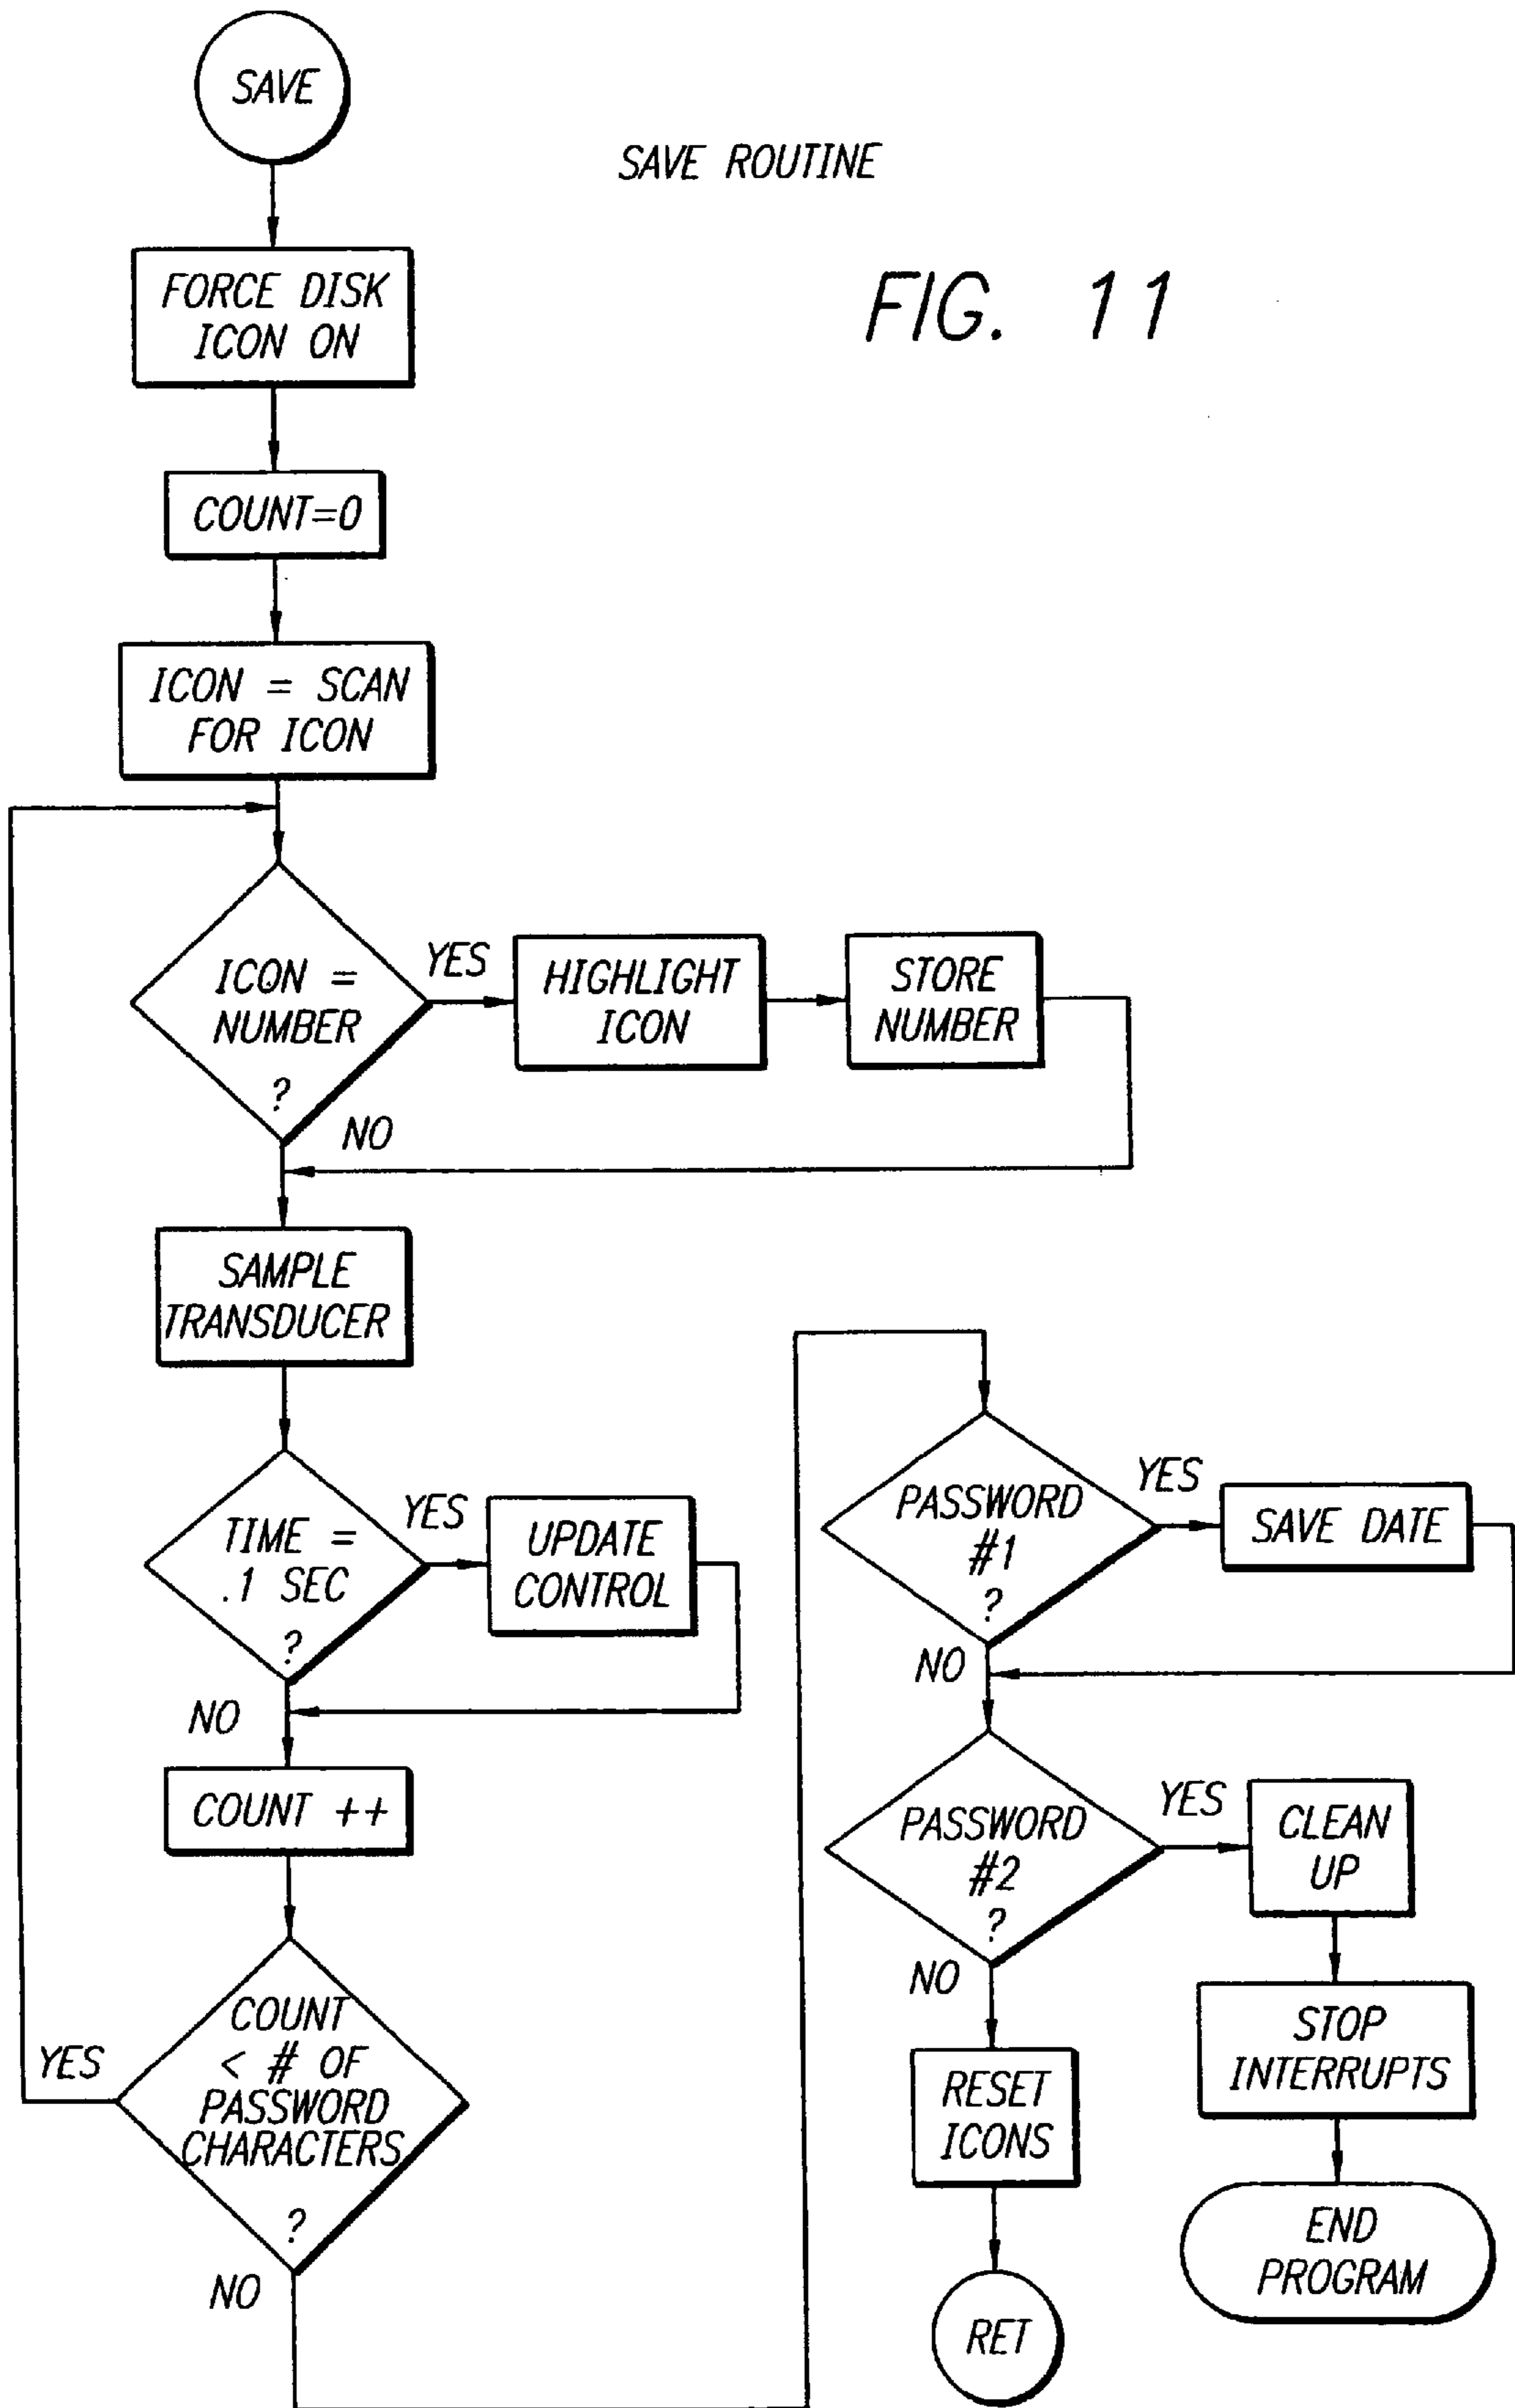 SAVE
SAVE ROUTINE
FIG. 11
FORCE DISK
ICON ON
COUNT=0
ICON = SCAN
FOR ICON
ICON =
NUMBER
?
YES
NO
HIGHLIGHT
ICON
STORE
NUMBER
SAMPLE
TRANSDUCER
TIME =
.1 SEC
?
YES
NO
UPDATE
CONTROL
COUNT ++
COUNT
< # OF
PASSWORD
CHARACTERS
?
YES
NO
PASSWORD
#1
?
YES
NO
SAVE DATE
PASSWORD
#2
?
YES
NO
CLEAN
UP
STOP
INTERRUPTS
END
PROGRAM
RESET
ICONS
RET